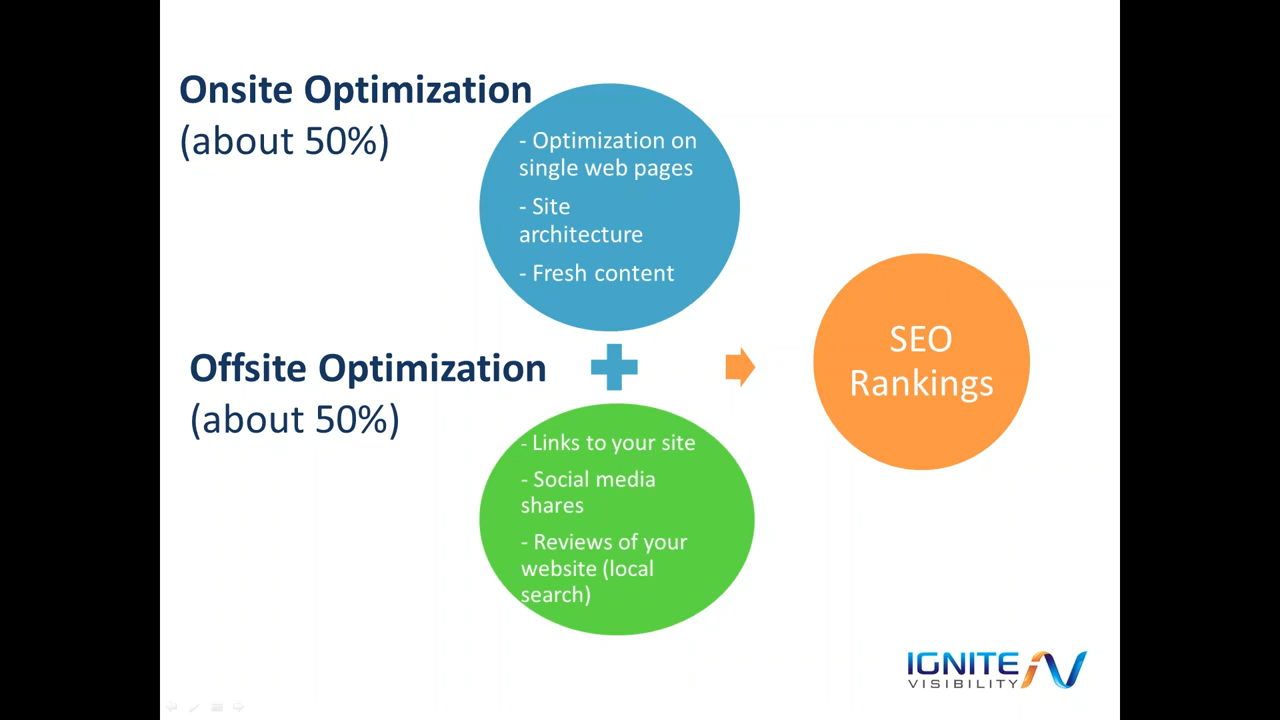 Onsite Optimization
(about 50%)
- Optimization on
single web pages
- Site
architecture
- Fresh content
Offsite Optimization
(about 50%)
- Links to your site
- Social media
shares
- Reviews of your
website (local
search)
SEO
Rankings
IGNITE
VISIBILITY
iV